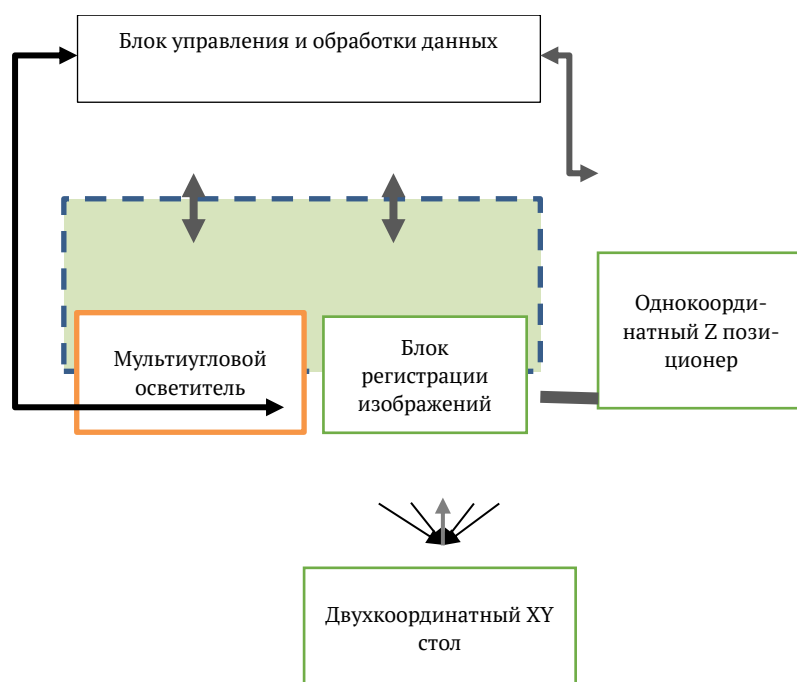 Блок управления и обработки данных
Однокоорди-
натный Z пози-
ционер
Мультиугловой
осветитель
Блок
регистрации
изображений
Двухкоординатный XY
стол